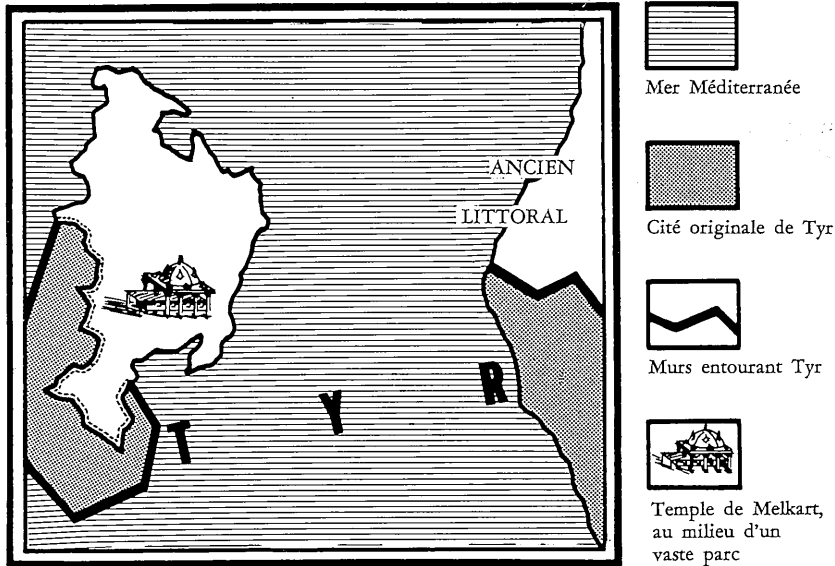 ANCIEN
LITTORAL
T Y R
Mer Méditerranée
Cité originale de Tyr
Murs entourant Tyr
Temple de Melkart,
au milieu d'un
vaste parc